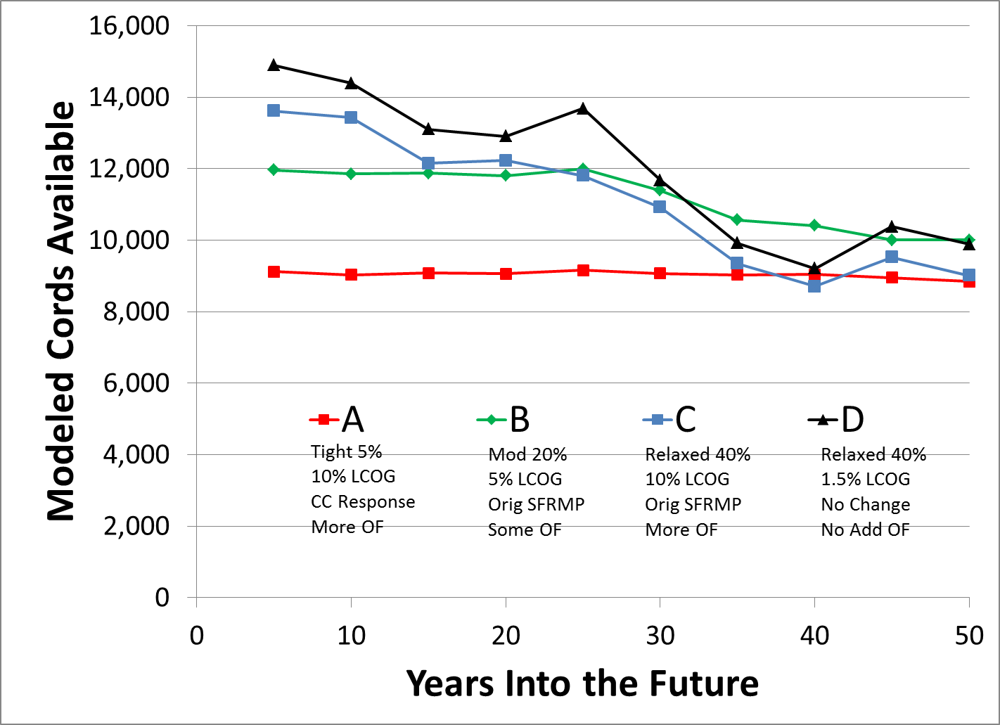 Modeled Cords Available
16,000
14,000
12,000
10,000
8,000
6,000
4,000
2,000
0
A
Tight 5%
10% LCOG
CC Response
More OF
B
Mod 20%
5% LCOG
Orig SFRMP
Some OF
C
Relaxed 40%
10% LCOG
Orig SFRMP
More OF
D
Relaxed 40%
1.5% LCOG
No Change
No Add OF
0 10 20 30 40 50
Years Into the Future